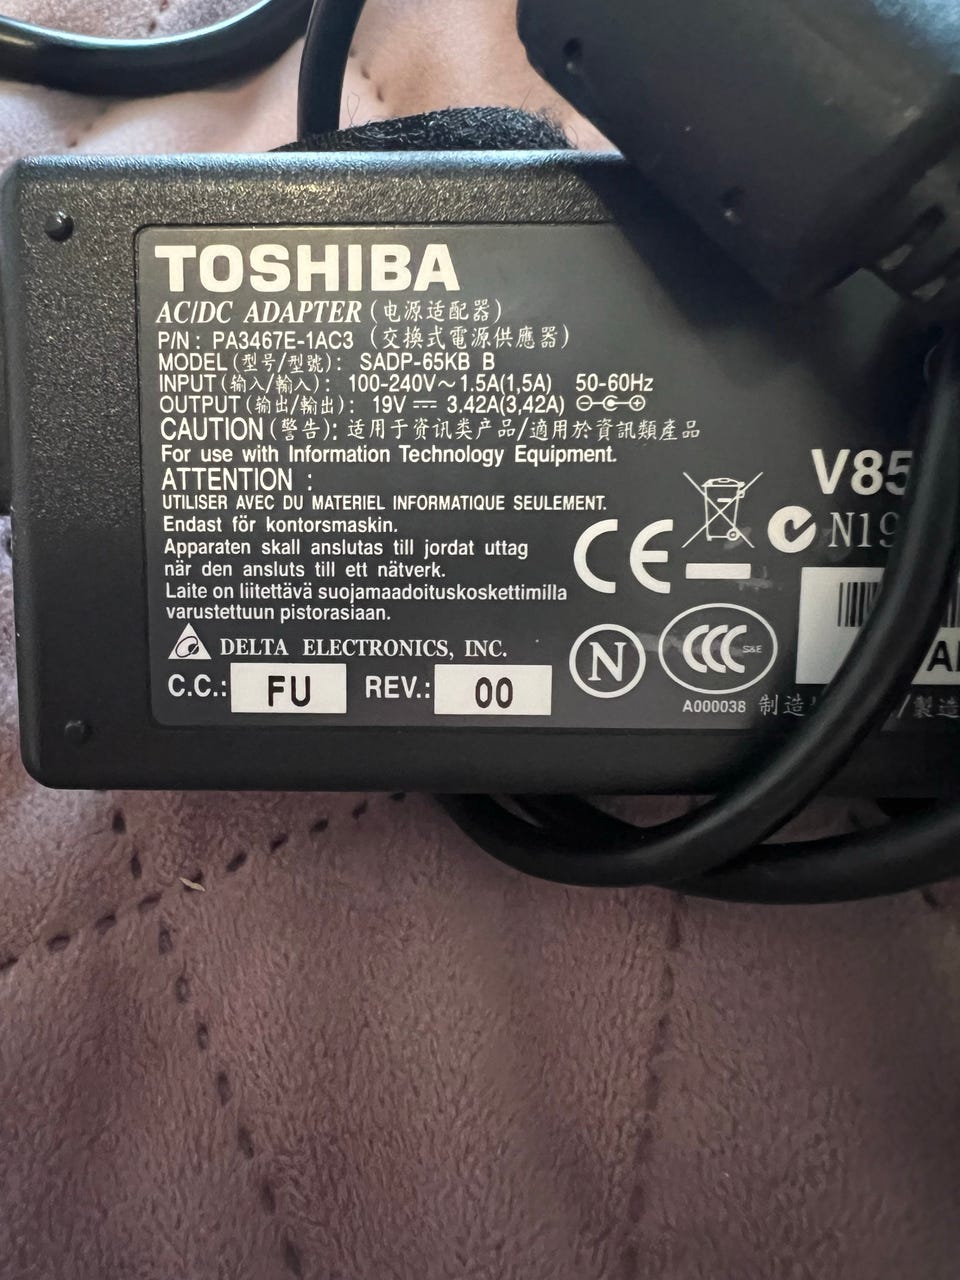 TOSHIBA
AC/DC ADAPTER (电源适配器)
P/N: PA3467E-1AC3 (交換式電源供應器)
MODEL (型号/型號): SADP-65KB B
INPUT (输入/輸入): 100-240V~1.5A(1,5A) 50-60Hz
OUTPUT (输出/輸出): 19V ⎓ 3.42A(3,42A)
CAUTION (警告): 适用于资讯类产品/適用於資訊類產品
For use with Information Technology Equipment.
ATTENTION :
UTILISER AVEC DU MATERIEL INFORMATIQUE SEULEMENT.
Endast för kontorsmaskin.
Apparaten skall anslutas till jordat uttag
när den ansluts till ett nätverk.
Laite on liitettävä suojamaadoituskoskettimilla
varustettuun pistorasiaan.
DELTA ELECTRONICS, INC.
C.C.: FU REV.: 00
V85
N19
CE
N
CCC S&E
A000038 制造 /製造